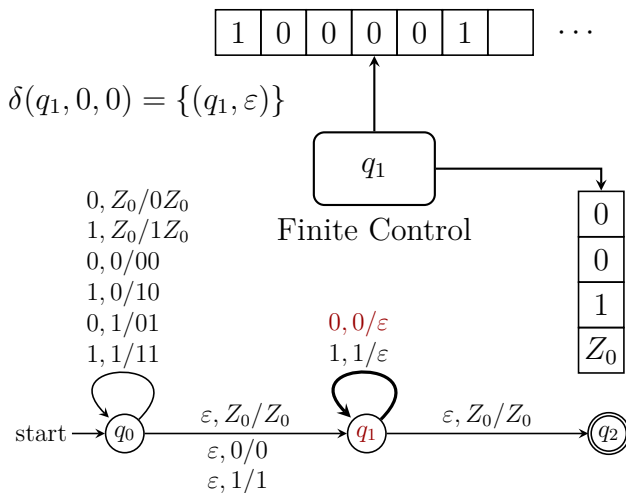 1 0 0 0 0 1 ⋯
δ(q₁, 0, 0) = {(q₁, ε)}
q₁
Finite Control
0
0
1
Z₀
0, Z₀/0Z₀
1, Z₀/1Z₀
0, 0/00
1, 0/10
0, 1/01
1, 1/11
0, 0/ε
1, 1/ε
start
q₀
ε, Z₀/Z₀
ε, 0/0
ε, 1/1
q₁
ε, Z₀/Z₀
q₂